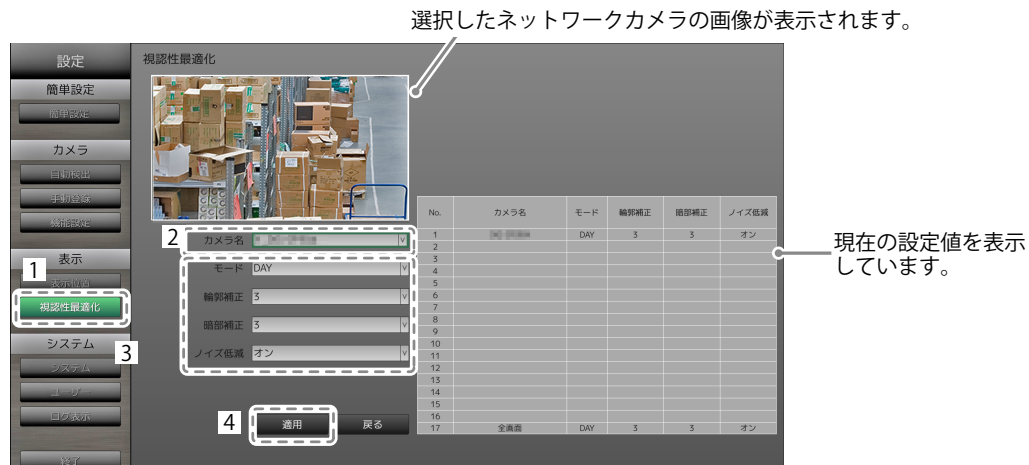 選択したネットワークカメラの画像が表示されます。
設定
視認性最適化
簡単設定
簡単設定
カメラ
自動検出
手動登録
機能設定
表示
1
表示位置
視認性最適化
3
システム
システム
ユーザー
ログ表示
終了
2
カメラ名
モード DAY
輪郭補正 3
暗部補正 3
ノイズ低減 オン
4
適用 戻る
No. カメラ名 モード 輪郭補正 暗部補正 ノイズ低減
1 DAY 3 3 オン
2
3
4
5
6
7
8
9
10
11
12
13
14
15
16
17 全画面 DAY 3 3 オン
現在の設定値を表示
しています。